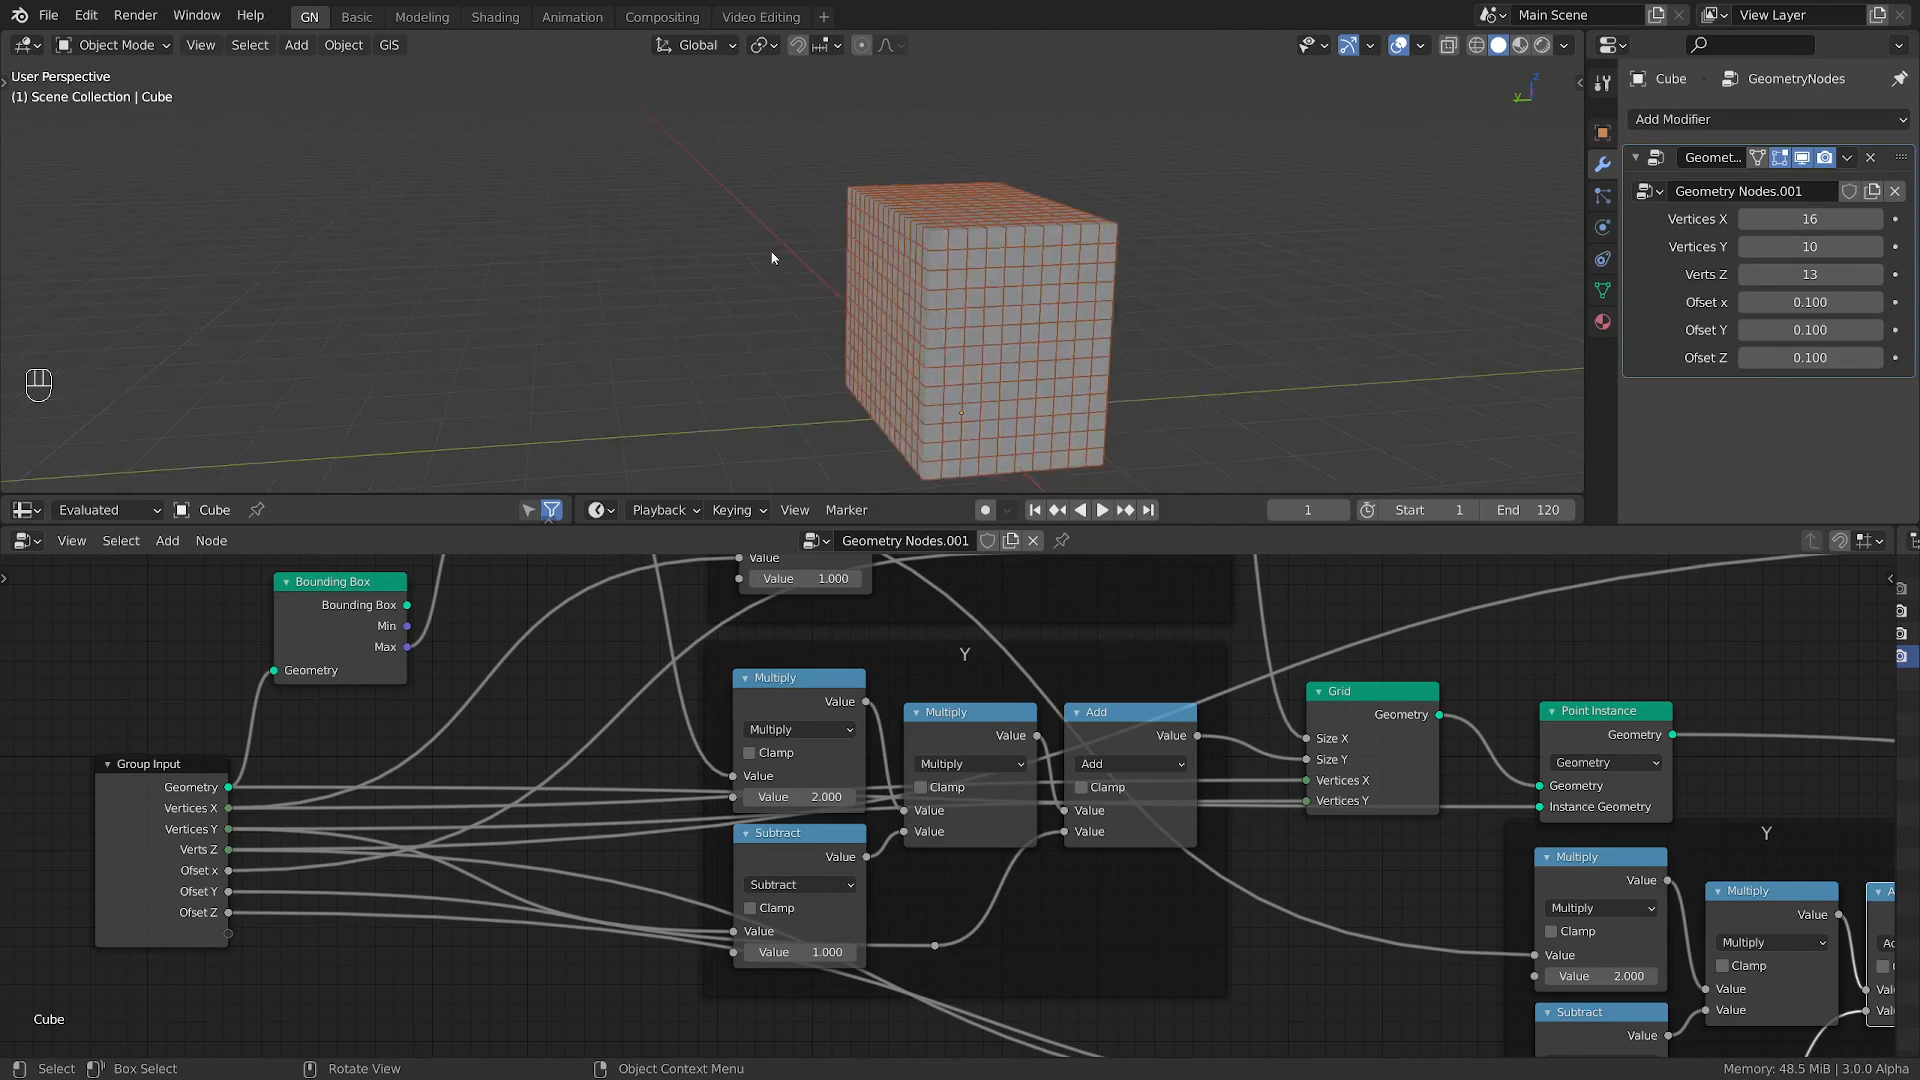 File Edit Render Window Help GN Basic Modeling Shading Animation Compositing Video Editing + Main Scene View Layer
Object Mode View Select Add Object GIS Global
User Perspective
(1) Scene Collection | Cube
Z
Y
Cube GeometryNodes
Add Modifier
Geomet...
Geometry Nodes.001
Vertices X 16
Vertices Y 10
Verts Z 13
Ofset x 0.100
Ofset Y 0.100
Ofset Z 0.100
Evaluated Cube Playback Keying View Marker 1 Start 1 End 120
View Select Add Node Geometry Nodes.001
Value
Value 1.000
Bounding Box
Bounding Box
Min
Max
Geometry
Y
Multiply
Value
Multiply
Clamp
Value
Value 2.000
Subtract
Value
Subtract
Clamp
Value
Value 1.000
Multiply
Value
Multiply
Clamp
Value
Value
Add
Value
Add
Clamp
Value
Value
Grid
Geometry
Size X
Size Y
Vertices X
Vertices Y
Point Instance
Geometry
Geometry
Geometry
Instance Geometry
Group Input
Geometry
Vertices X
Vertices Y
Verts Z
Ofset x
Ofset Y
Ofset Z
Y
Multiply
Value
Multiply
Clamp
Value
Value 2.000
Subtract
Value
Multiply
Value
Multiply
Clamp
Value
Value
Cube
Select Box Select Rotate View Object Context Menu Memory: 48.5 MiB | 3.0.0 Alpha